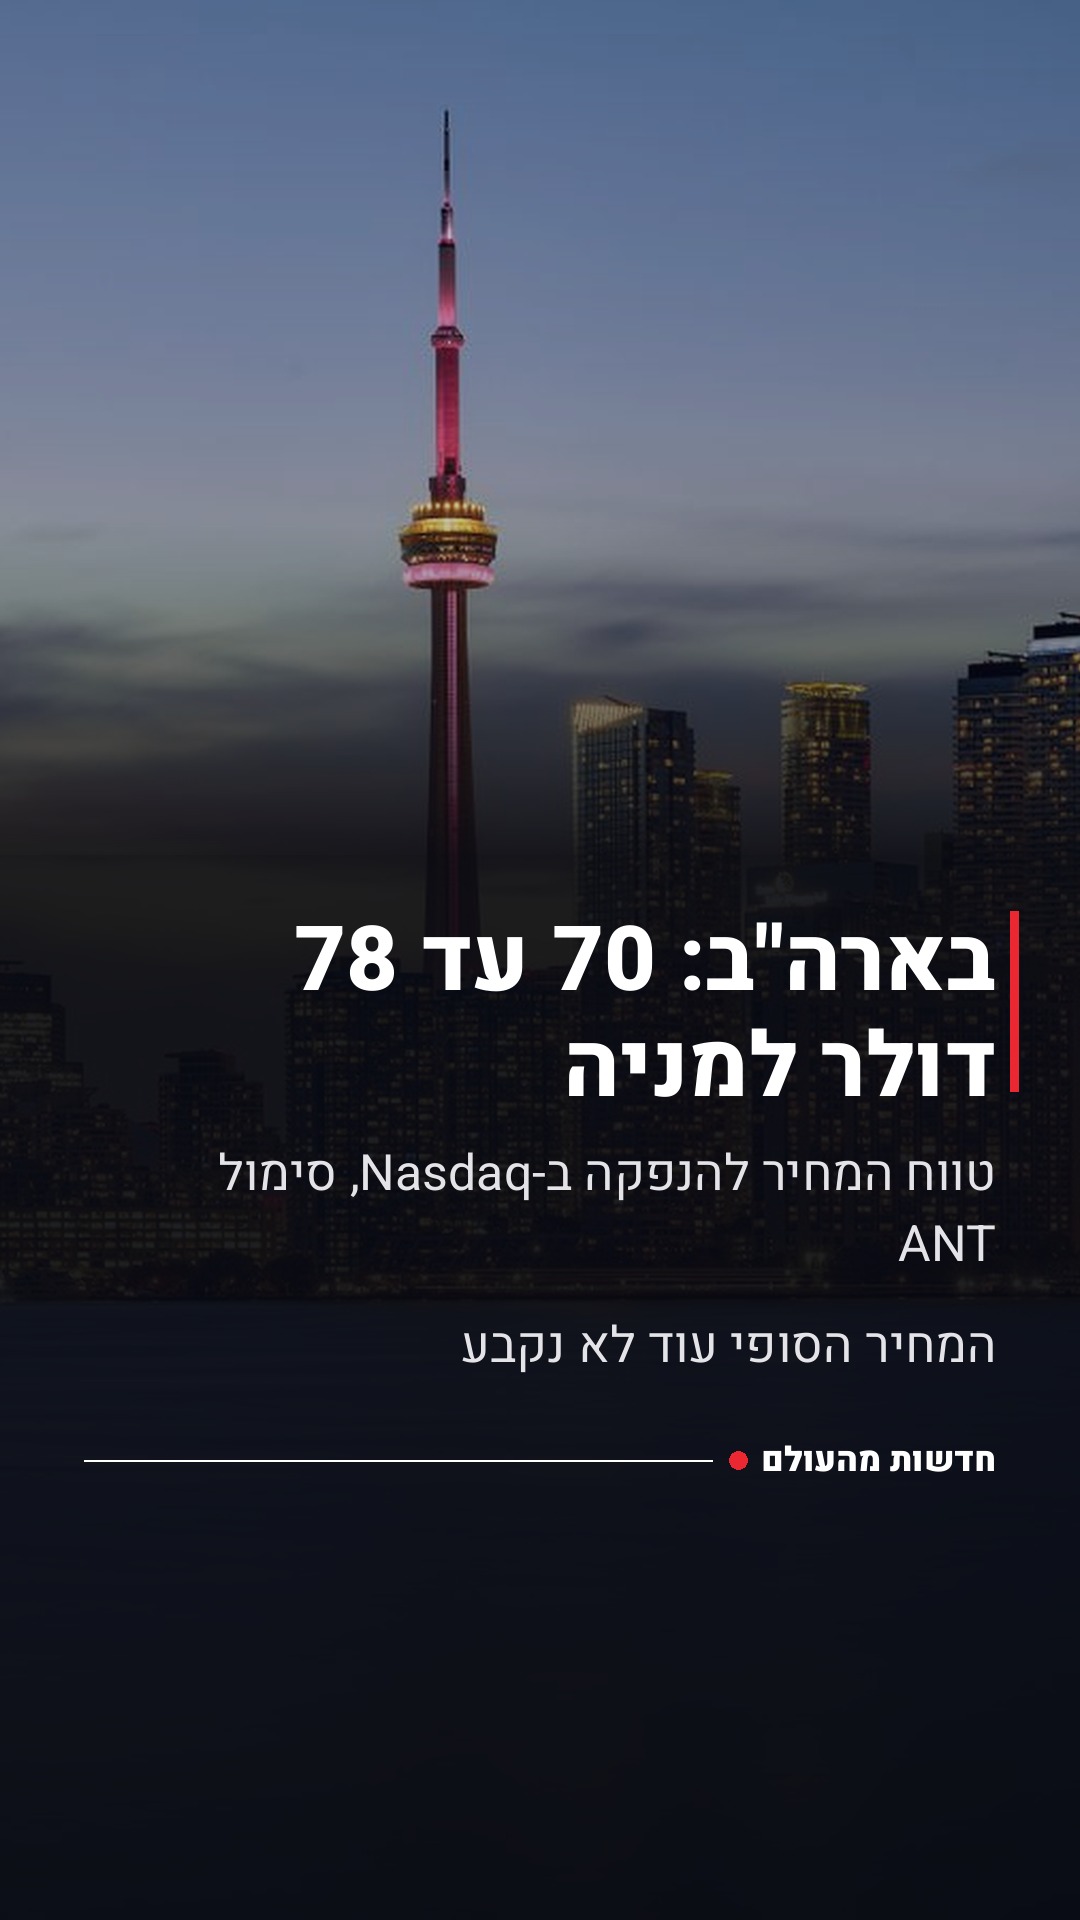 בארה"ב: 70 עד 78
דולר למניה
טווח המחיר להנפקה ב-Nasdaq, סימול
ANT
המחיר הסופי עוד לא נקבע
חדשות מהעולם